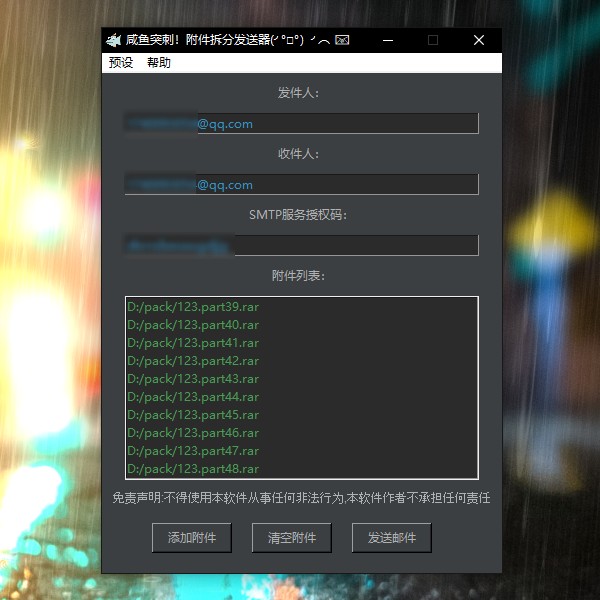 咸鱼突刺！附件拆分发送器(╯°□°）╯︵ ✉
预设 帮助
发件人:
@qq.com
收件人:
@qq.com
SMTP服务授权码:
附件列表:
D:/pack/123.part39.rar
D:/pack/123.part40.rar
D:/pack/123.part41.rar
D:/pack/123.part42.rar
D:/pack/123.part43.rar
D:/pack/123.part44.rar
D:/pack/123.part45.rar
D:/pack/123.part46.rar
D:/pack/123.part47.rar
D:/pack/123.part48.rar
免责声明:不得使用本软件从事任何非法行为,本软件作者不承担任何责任
添加附件 清空附件 发送邮件